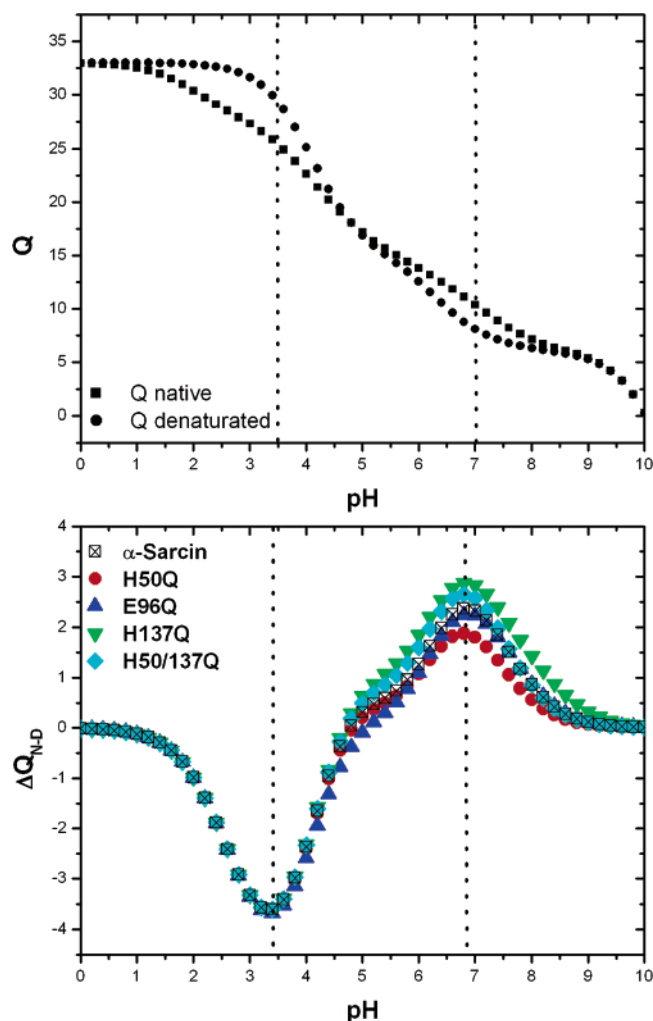 35
30
25
20
15
10
5
0
Q
Q native
Q denaturated
0 1 2 3 4 5 6 7 8 9 10
pH
4
3
2
1
0
-1
-2
-3
-4
ΔQN-D
α-Sarcin
H50Q
E96Q
H137Q
H50/137Q
0 1 2 3 4 5 6 7 8 9 10
pH